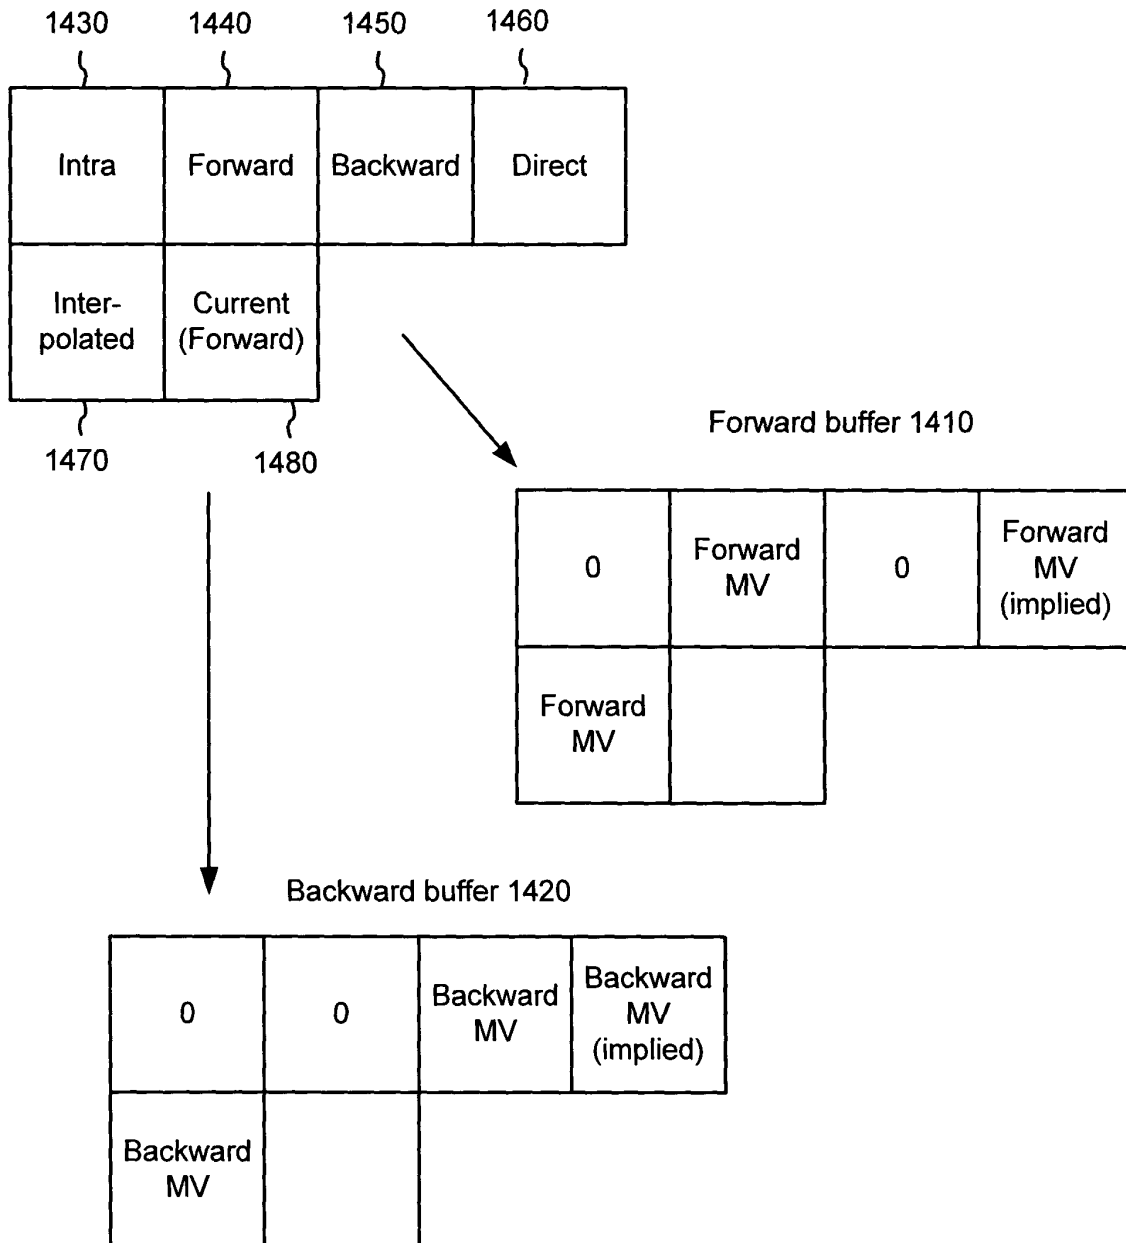 1430 1440 1450 1460
Intra Forward Backward Direct
Inter-
polated
Current
(Forward)
1470 1480
Forward buffer 1410
0
Forward
MV
0
Forward
MV
(implied)
Forward
MV
Backward buffer 1420
0
0
Backward
MV
Backward
MV
(implied)
Backward
MV